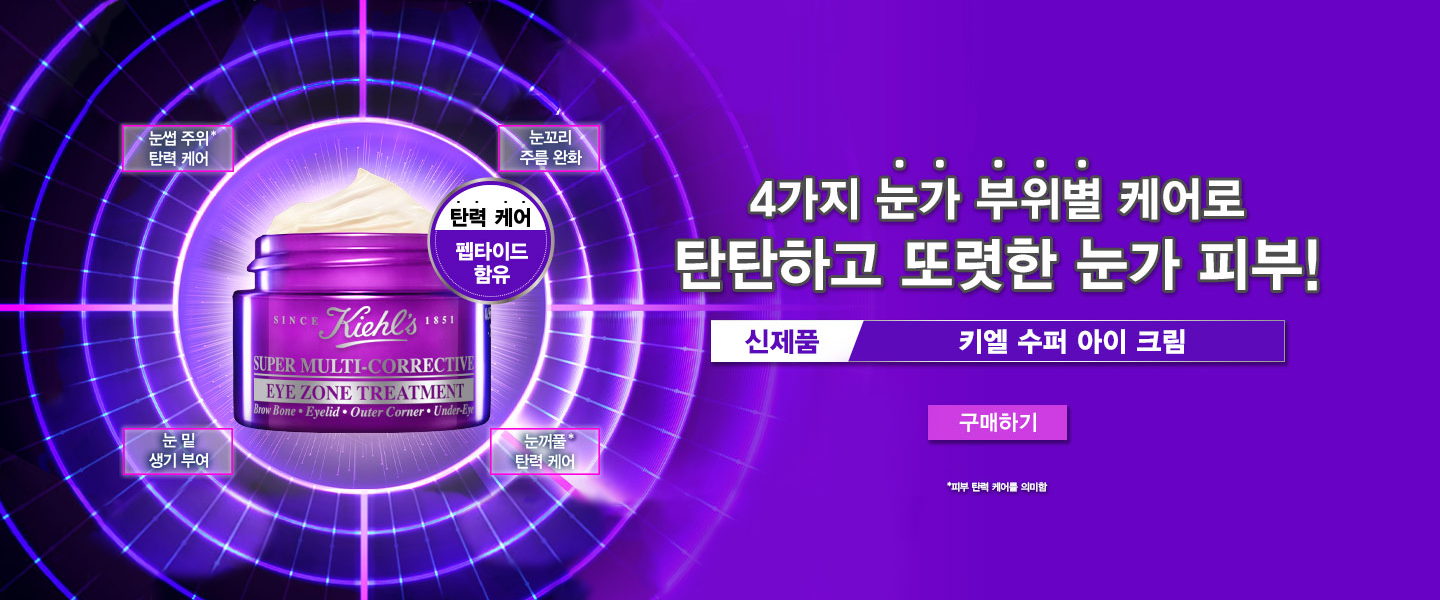 눈썹 주위*
탄력 케어
눈꼬리
주름 완화
탄력 케어
펩타이드
함유
SINCE Kiehl's 1851
SUPER MULTI-CORRECTIVE
EYE ZONE TREATMENT
Brow Bone • Eyelid • Outer Corner • Under-Eye
눈 밑
생기 부여
눈꺼풀*
탄력 케어
4가지 눈가 부위별 케어로
탄탄하고 또렷한 눈가 피부!
신제품 키엘 수퍼 아이 크림
구매하기
*피부 탄력 케어를 의미함